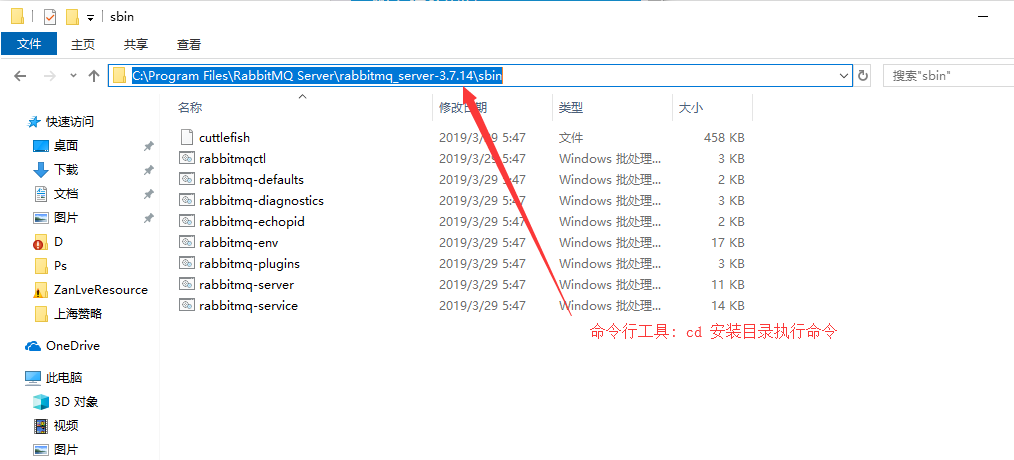 sbin
文件 主页 共享 查看
C:\Program Files\RabbitMQ Server\rabbitmq_server-3.7.14\sbin
搜索"sbin"
名称 修改日期 类型 大小
快速访问
桌面
下载
文档
图片
D
Ps
ZanLveResource
上海赞略
OneDrive
此电脑
3D 对象
视频
图片
cuttlefish 2019/3/29 5:47 文件 458 KB
rabbitmqctl 2019/3/29 5:47 Windows 批处理... 3 KB
rabbitmq-defaults 2019/3/29 5:47 Windows 批处理... 2 KB
rabbitmq-diagnostics 2019/3/29 5:47 Windows 批处理... 3 KB
rabbitmq-echopid 2019/3/29 5:47 Windows 批处理... 2 KB
rabbitmq-env 2019/3/29 5:47 Windows 批处理... 17 KB
rabbitmq-plugins 2019/3/29 5:47 Windows 批处理... 3 KB
rabbitmq-server 2019/3/29 5:47 Windows 批处理... 11 KB
rabbitmq-service 2019/3/29 5:47 Windows 批处理... 14 KB
命令行工具: cd 安装目录执行命令